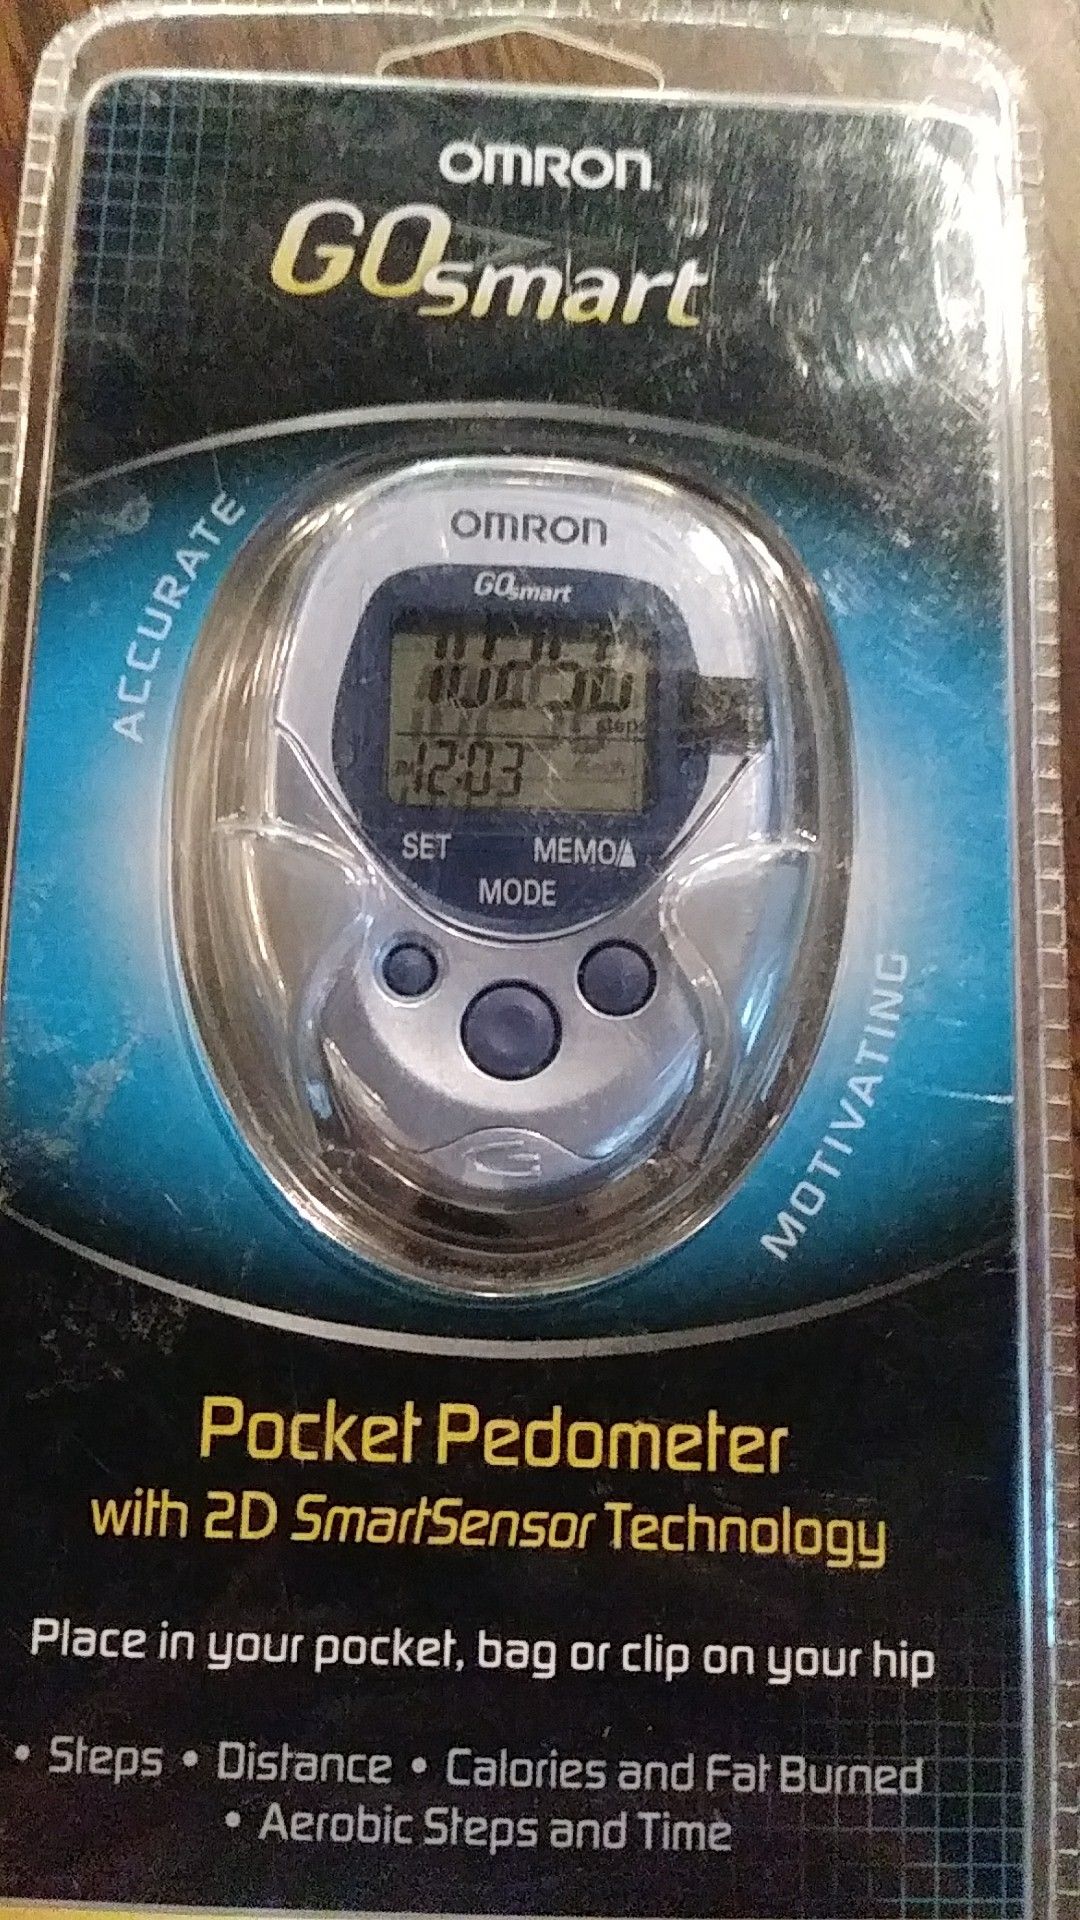 OMRON
GOsmart
ACCURATE
OMRON
GOsmart
steps
12:03
SET MEMO/▲
MODE
MOTIVATING
Pocket Pedometer
with 2D SmartSensor Technology
Place in your pocket, bag or clip on your hip
• Steps • Distance • Calories and Fat Burned
• Aerobic Steps and Time